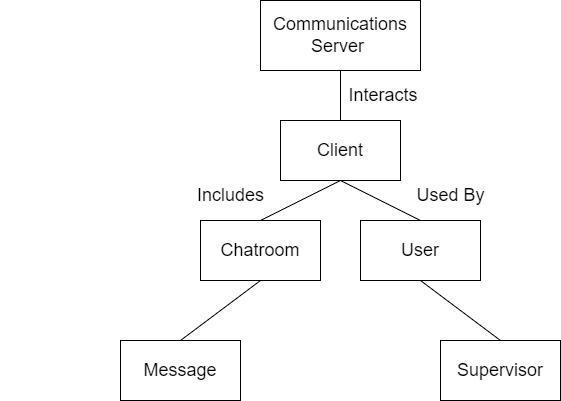 Communications
Server
Interacts
Client
Includes
Used By
Chatroom
User
Message
Supervisor